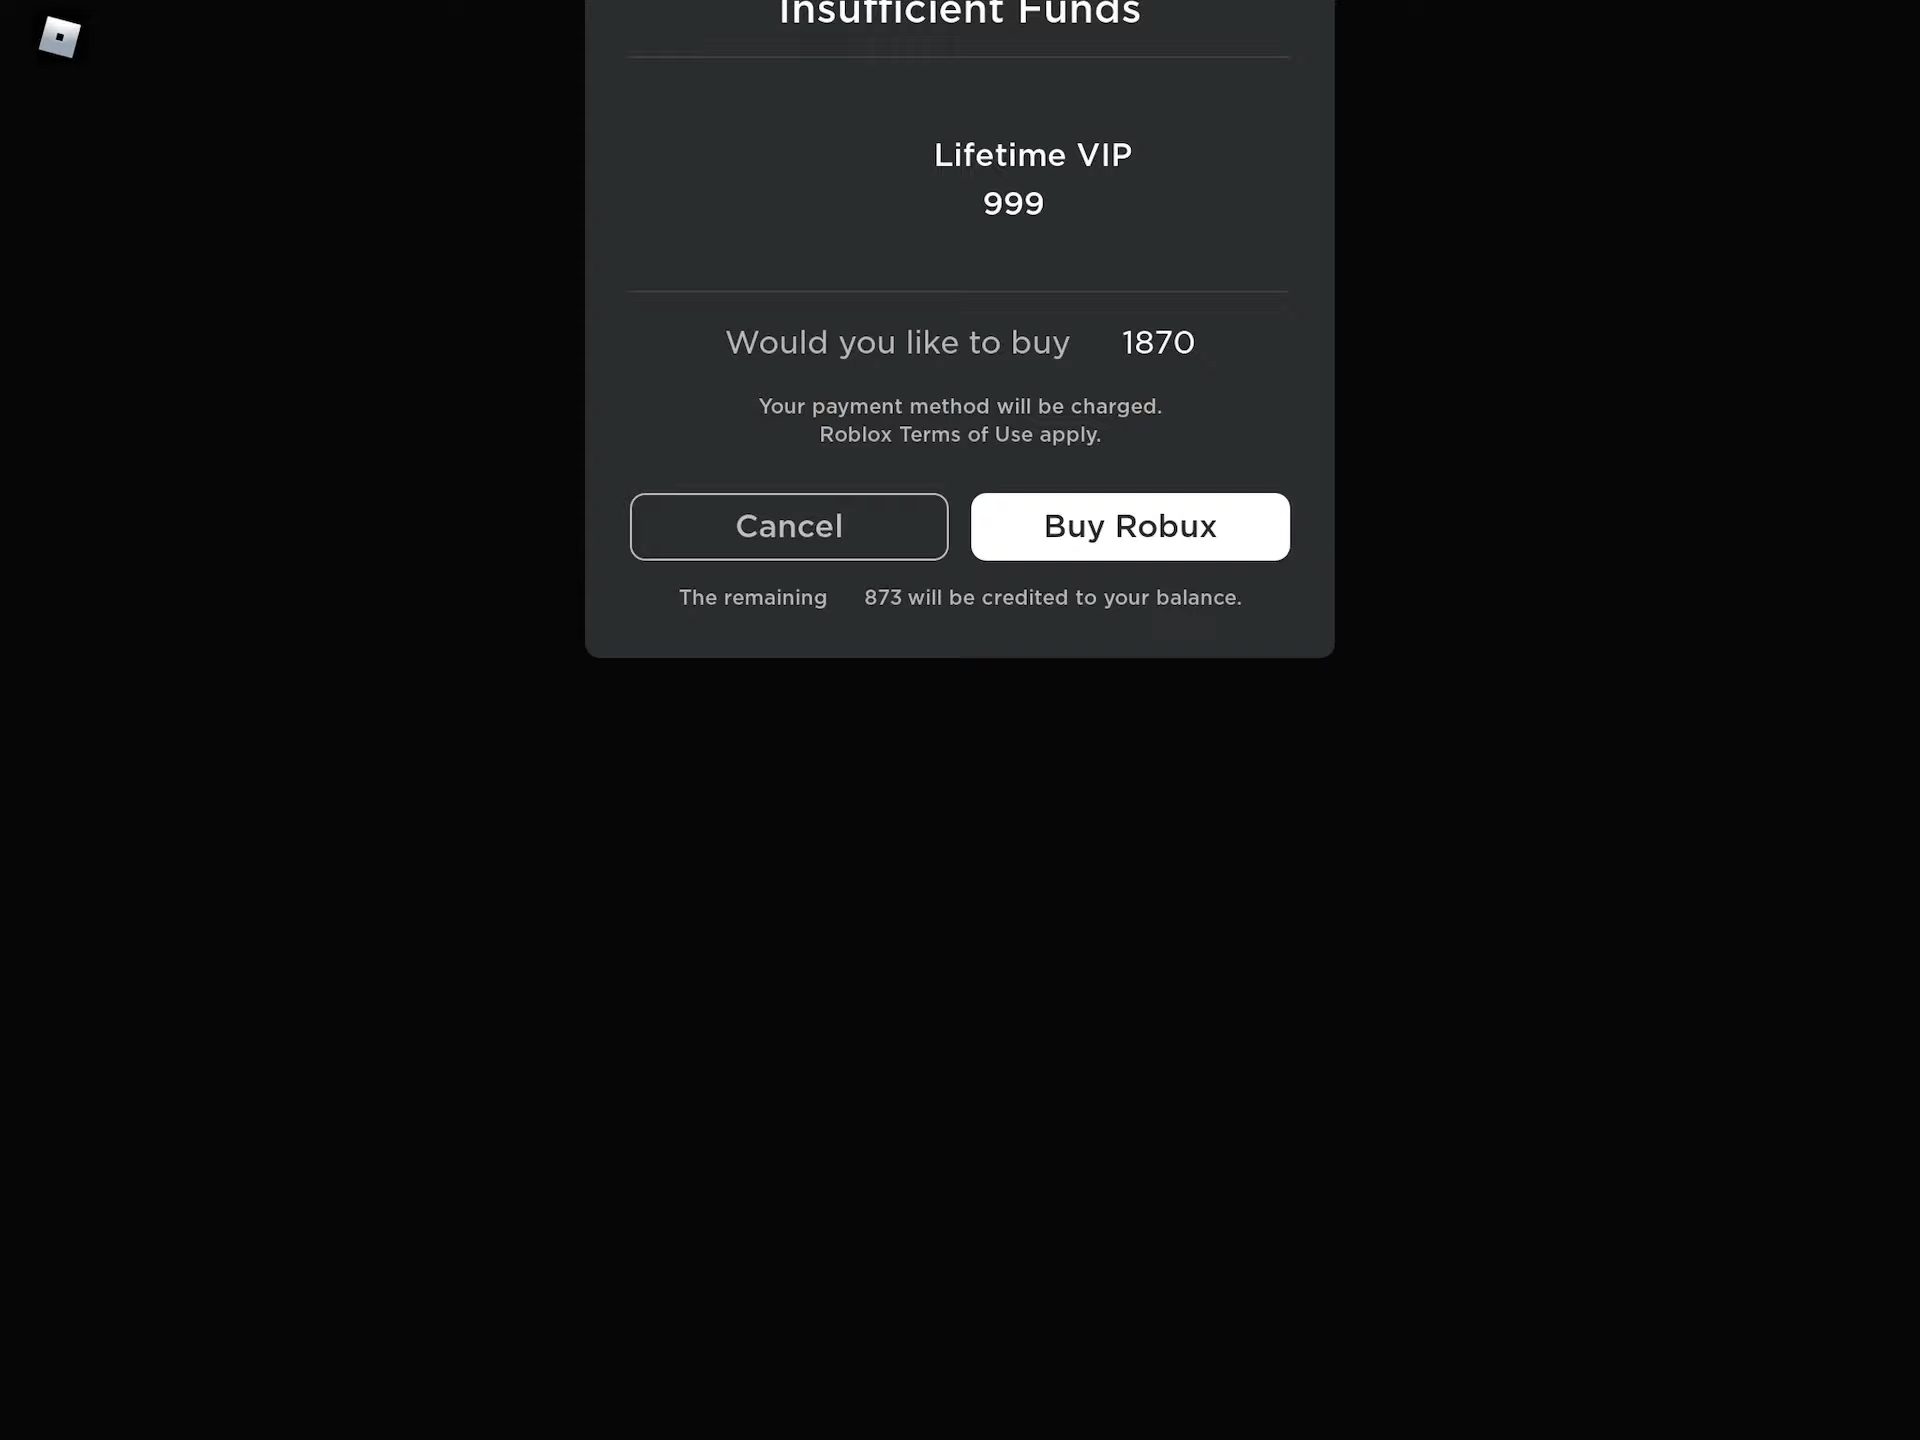 Insufficient Funds
Lifetime VIP
999
Would you like to buy 1870
Your payment method will be charged.
Roblox Terms of Use apply.
Cancel
Buy Robux
The remaining 873 will be credited to your balance.